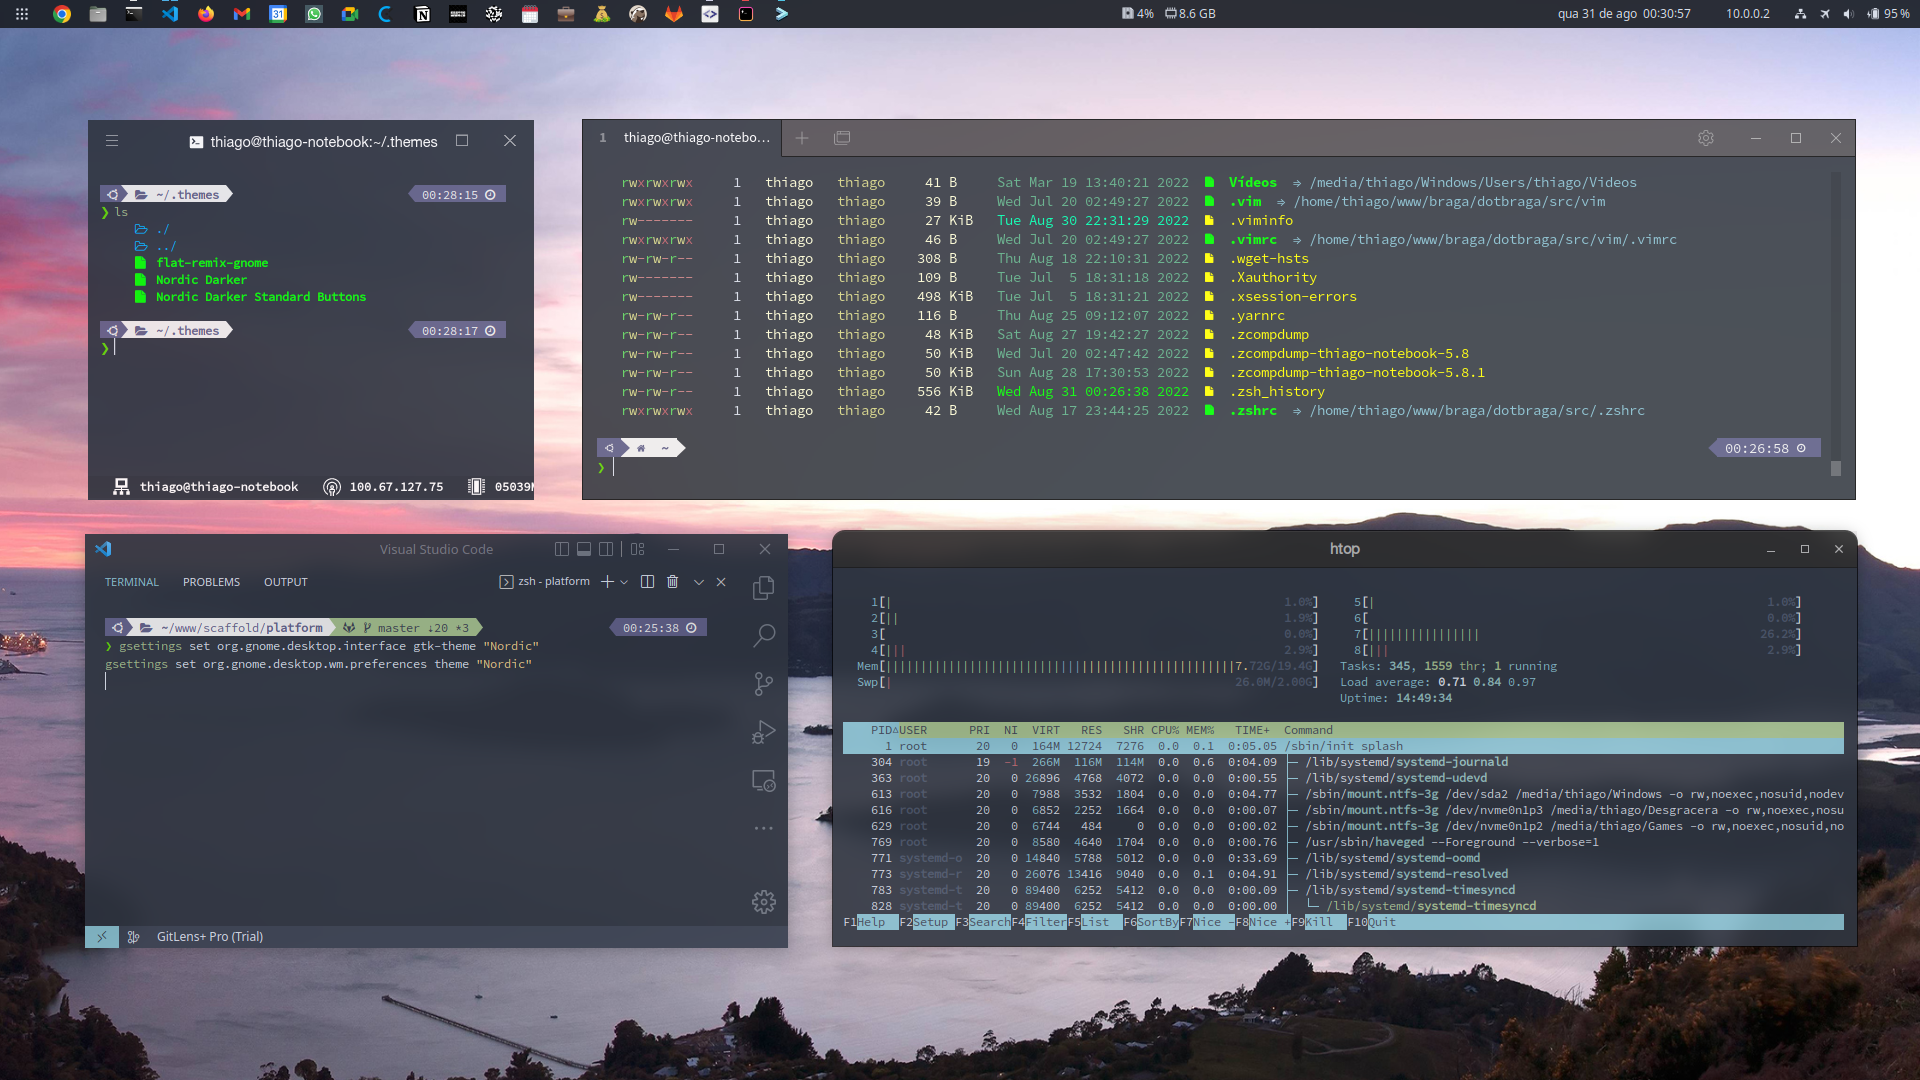 4% 8.6 GB qua 31 de ago 00:30:57 10.0.0.2 95 %
thiago@thiago-notebook:~/.themes
~/.themes 00:28:15
❯ ls
./
../
flat-remix-gnome
Nordic Darker
Nordic Darker Standard Buttons
~/.themes 00:28:17
❯
thiago@thiago-notebook 100.67.127.75 05039M
1 thiago@thiago-notebo…
rwxrwxrwx 1 thiago thiago 41 B Sat Mar 19 13:40:21 2022 Vídeos ⇒ /media/thiago/Windows/Users/thiago/Videos
rwxrwxrwx 1 thiago thiago 39 B Wed Jul 20 02:49:27 2022 .vim ⇒ /home/thiago/www/braga/dotbraga/src/vim
rw------- 1 thiago thiago 27 KiB Tue Aug 30 22:31:29 2022 .viminfo
rwxrwxrwx 1 thiago thiago 46 B Wed Jul 20 02:49:27 2022 .vimrc ⇒ /home/thiago/www/braga/dotbraga/src/vim/.vimrc
rw-rw-r-- 1 thiago thiago 308 B Thu Aug 18 22:10:31 2022 .wget-hsts
rw------- 1 thiago thiago 109 B Tue Jul 5 18:31:18 2022 .Xauthority
rw------- 1 thiago thiago 498 KiB Tue Jul 5 18:31:21 2022 .xsession-errors
rw-rw-r-- 1 thiago thiago 116 B Thu Aug 25 09:12:07 2022 .yarnrc
rw-rw-r-- 1 thiago thiago 48 KiB Sat Aug 27 19:42:27 2022 .zcompdump
rw-rw-r-- 1 thiago thiago 50 KiB Wed Jul 20 02:47:42 2022 .zcompdump-thiago-notebook-5.8
rw-rw-r-- 1 thiago thiago 50 KiB Sun Aug 28 17:30:53 2022 .zcompdump-thiago-notebook-5.8.1
rw-rw-r-- 1 thiago thiago 556 KiB Wed Aug 31 00:26:38 2022 .zsh_history
rwxrwxrwx 1 thiago thiago 42 B Wed Aug 17 23:44:25 2022 .zshrc ⇒ /home/thiago/www/braga/dotbraga/src/.zshrc
~ 00:26:58
❯
Visual Studio Code
TERMINAL PROBLEMS OUTPUT zsh - platform
~/www/scaffold/platform master ↓20 *3 00:25:38
❯ gsettings set org.gnome.desktop.interface gtk-theme "Nordic"
gsettings set org.gnome.desktop.wm.preferences theme "Nordic"
GitLens+ Pro (Trial)
htop
1[| 1.0%] 5[| 1.0%]
2[|| 1.9%] 6[ 0.0%]
3[ 0.0%] 7[|||||||||||||||| 26.2%]
4[||| 2.9%] 8[||| 2.9%]
Mem[||||||||||||||||||||||||||||||||||||||||||||||||||7.72G/19.4G] Tasks: 345, 1559 thr; 1 running
Swp[| 26.0M/2.00G] Load average: 0.71 0.84 0.97
Uptime: 14:49:34
PID△USER PRI NI VIRT RES SHR CPU% MEM% TIME+ Command
1 root 20 0 164M 12724 7276 0.0 0.1 0:05.05 /sbin/init splash
304 root 19 -1 266M 116M 114M 0.0 0.6 0:04.09 ├─ /lib/systemd/systemd-journald
363 root 20 0 26896 4768 4072 0.0 0.0 0:00.55 ├─ /lib/systemd/systemd-udevd
613 root 20 0 7988 3532 1804 0.0 0.0 0:04.77 ├─ /sbin/mount.ntfs-3g /dev/sda2 /media/thiago/Windows -o rw,noexec,nosuid,nodev
616 root 20 0 6852 2252 1664 0.0 0.0 0:00.07 ├─ /sbin/mount.ntfs-3g /dev/nvme0n1p3 /media/thiago/Desgracera -o rw,noexec,nosu
629 root 20 0 6744 484 0 0.0 0.0 0:00.02 ├─ /sbin/mount.ntfs-3g /dev/nvme0n1p2 /media/thiago/Games -o rw,noexec,nosuid,no
769 root 20 0 8580 4640 1704 0.0 0.0 0:00.76 ├─ /usr/sbin/haveged --Foreground --verbose=1
771 systemd-o 20 0 14840 5788 5012 0.0 0.0 0:33.69 ├─ /lib/systemd/systemd-oomd
773 systemd-r 20 0 26076 13416 9040 0.0 0.1 0:04.91 ├─ /lib/systemd/systemd-resolved
783 systemd-t 20 0 89400 6252 5412 0.0 0.0 0:00.09 ├─ /lib/systemd/systemd-timesyncd
828 systemd-t 20 0 89400 6252 5412 0.0 0.0 0:00.00 │ └─ /lib/systemd/systemd-timesyncd
F1Help F2Setup F3SearchF4FilterF5List F6SortByF7Nice -F8Nice +F9Kill F10Quit